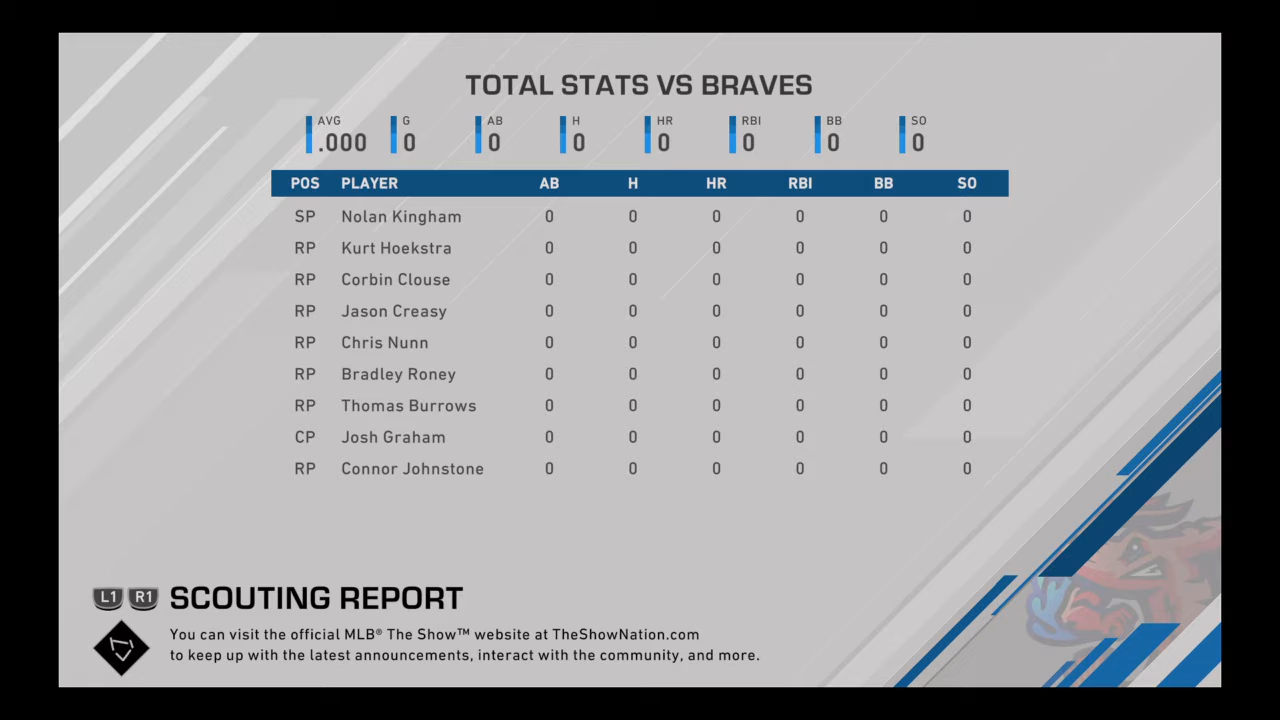 TOTAL STATS VS BRAVES
AVG G AB H HR RBI BB SO
.000 0 0 0 0 0 0 0
POS PLAYER AB H HR RBI BB SO
SP Nolan Kingham 0 0 0 0 0 0
RP Kurt Hoekstra 0 0 0 0 0 0
RP Corbin Clouse 0 0 0 0 0 0
RP Jason Creasy 0 0 0 0 0 0
RP Chris Nunn 0 0 0 0 0 0
RP Bradley Roney 0 0 0 0 0 0
RP Thomas Burrows 0 0 0 0 0 0
CP Josh Graham 0 0 0 0 0 0
RP Connor Johnstone 0 0 0 0 0 0
L1 R1 SCOUTING REPORT
You can visit the official MLB® The Show™ website at TheShowNation.com
to keep up with the latest announcements, interact with the community, and more.